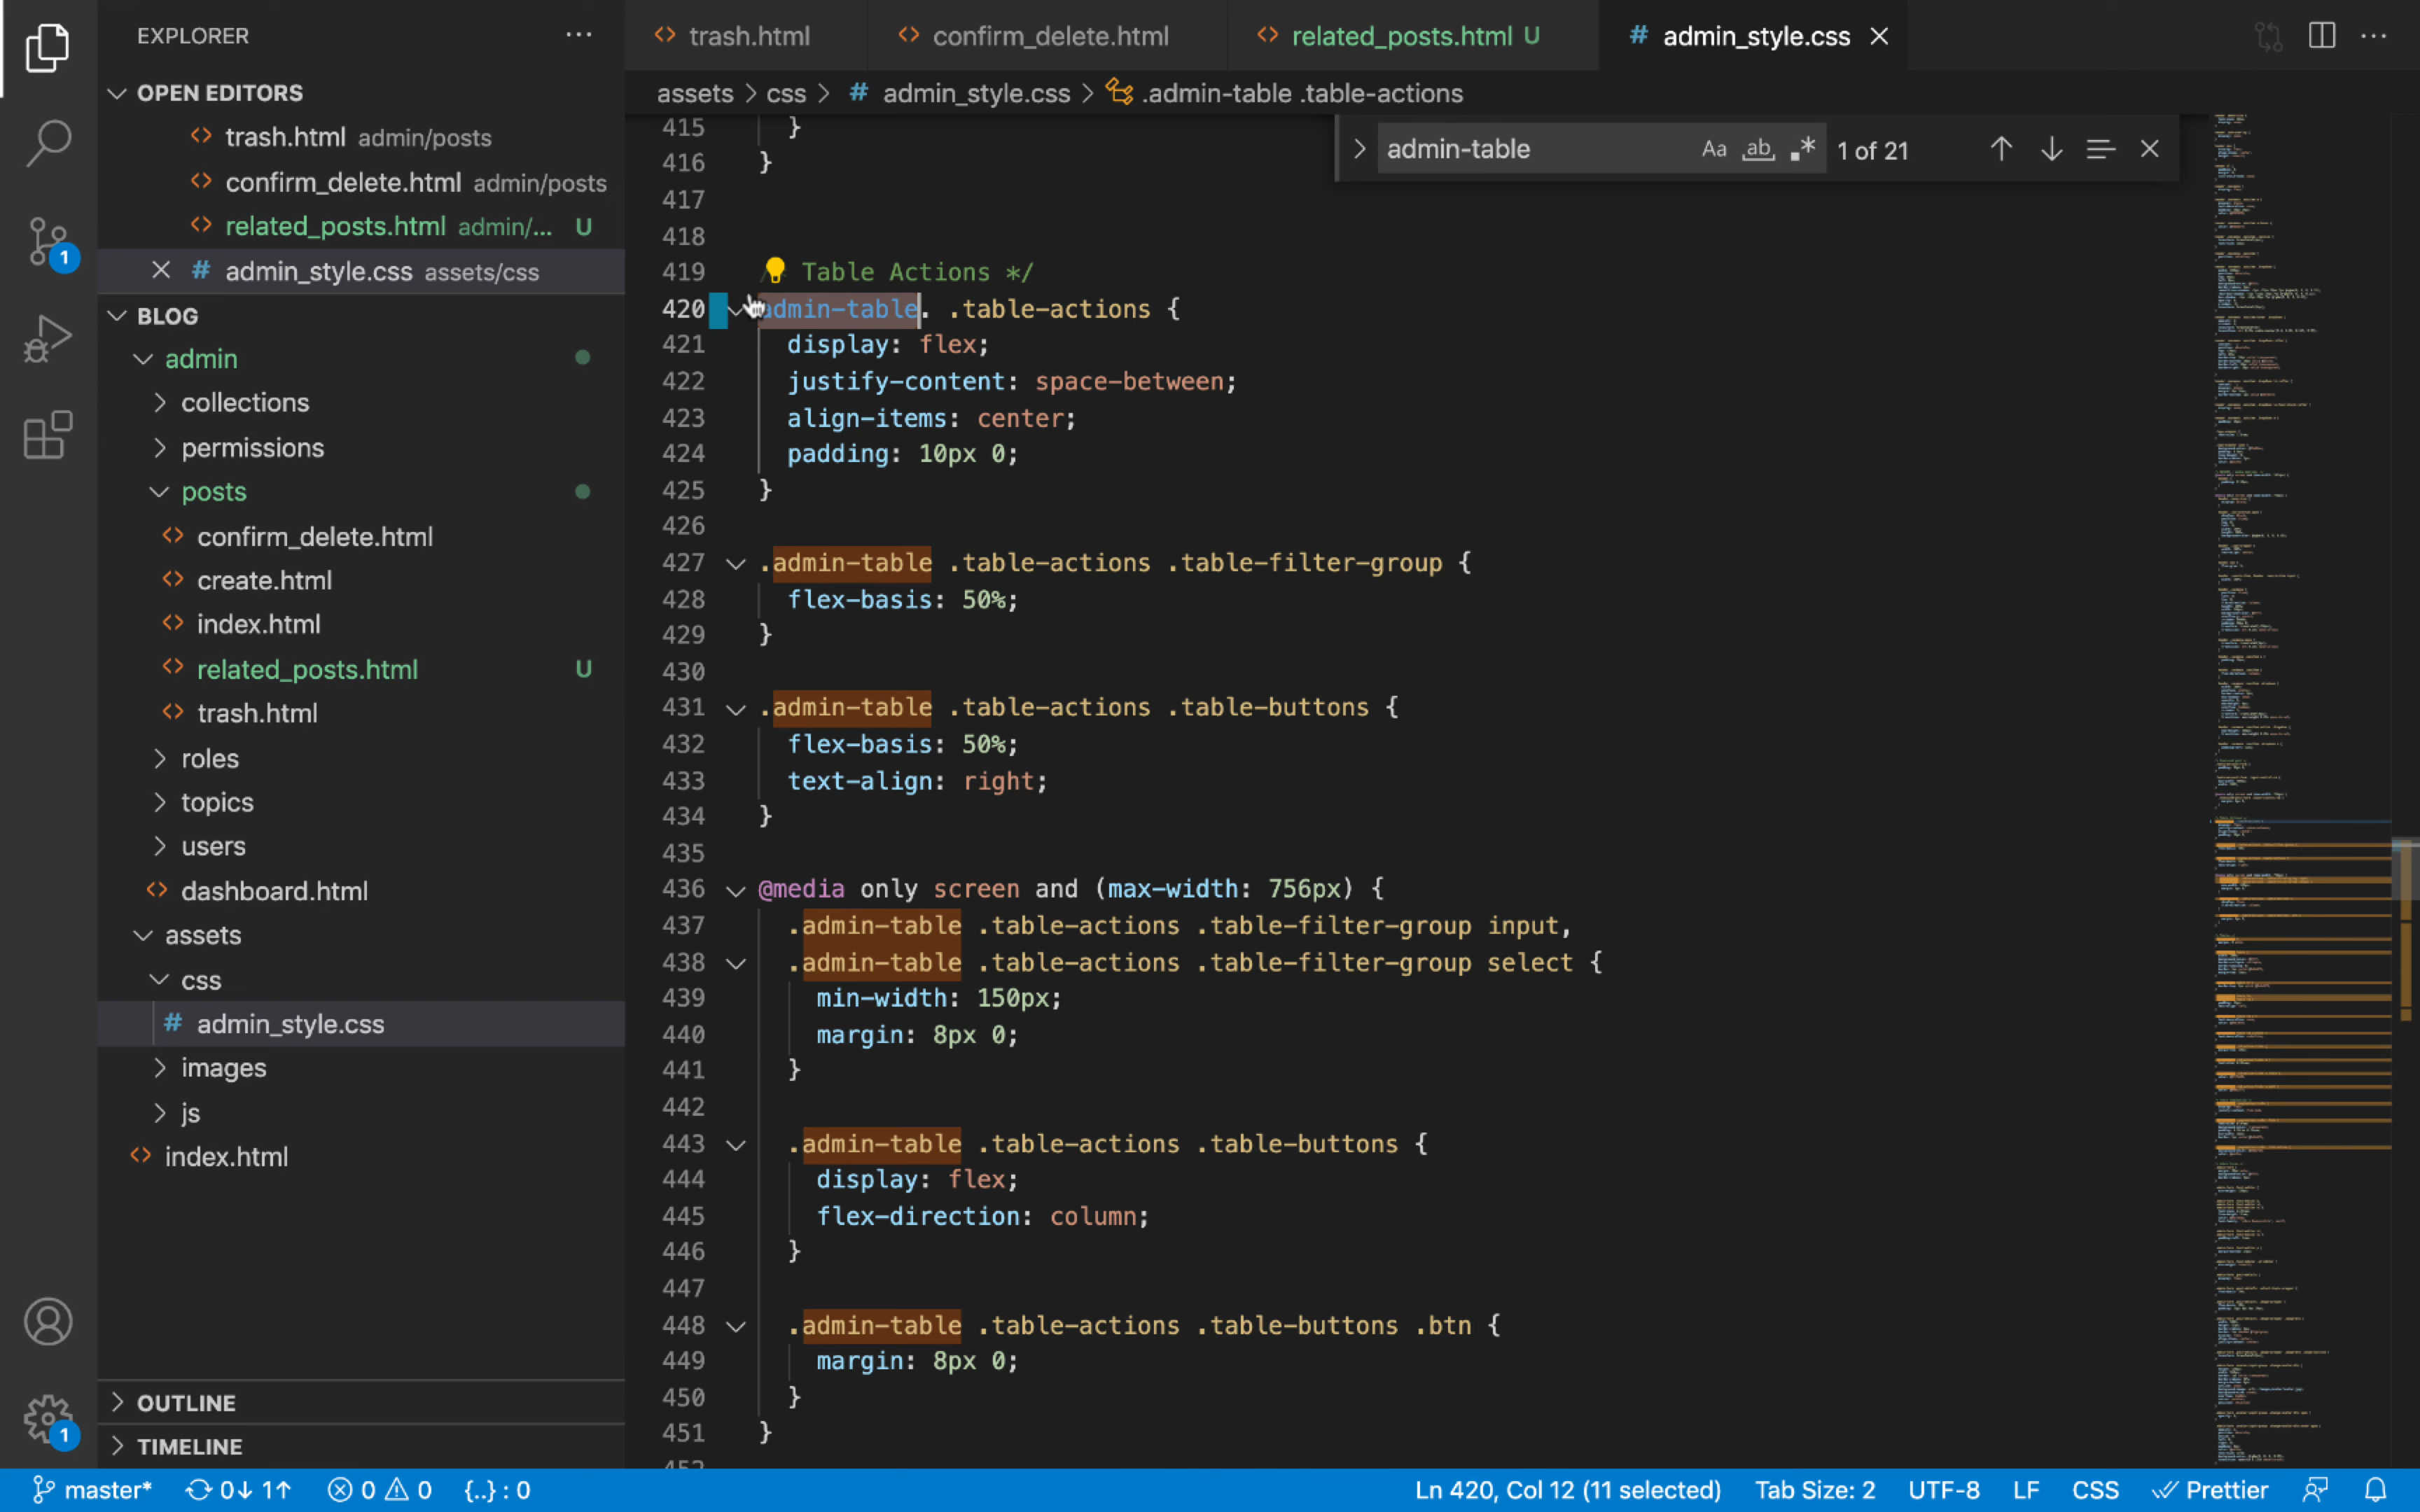 EXPLORER
OPEN EDITORS
trash.html admin/posts
confirm_delete.html admin/posts
related_posts.html admin/... U
admin_style.css assets/css
BLOG
admin
collections
permissions
posts
confirm_delete.html
create.html
index.html
related_posts.html U
trash.html
roles
topics
users
dashboard.html
assets
css
admin_style.css
images
js
index.html
OUTLINE
TIMELINE
1
1
trash.html confirm_delete.html related_posts.html U admin_style.css
assets > css > # admin_style.css > .admin-table .table-actions
admin-table Aa ab 1 of 21
415 }
416 }
417
418
419 Table Actions */
420 admin-table. .table-actions {
421 display: flex;
422 justify-content: space-between;
423 align-items: center;
424 padding: 10px 0;
425 }
426
427 .admin-table .table-actions .table-filter-group {
428 flex-basis: 50%;
429 }
430
431 .admin-table .table-actions .table-buttons {
432 flex-basis: 50%;
433 text-align: right;
434 }
435
436 @media only screen and (max-width: 756px) {
437 .admin-table .table-actions .table-filter-group input,
438 .admin-table .table-actions .table-filter-group select {
439 min-width: 150px;
440 margin: 8px 0;
441 }
442
443 .admin-table .table-actions .table-buttons {
444 display: flex;
445 flex-direction: column;
446 }
447
448 .admin-table .table-actions .table-buttons .btn {
449 margin: 8px 0;
450 }
451 }
master* 0↓ 1↑ 0 0 {..} : 0 Ln 420, Col 12 (11 selected) Tab Size: 2 UTF-8 LF CSS Prettier